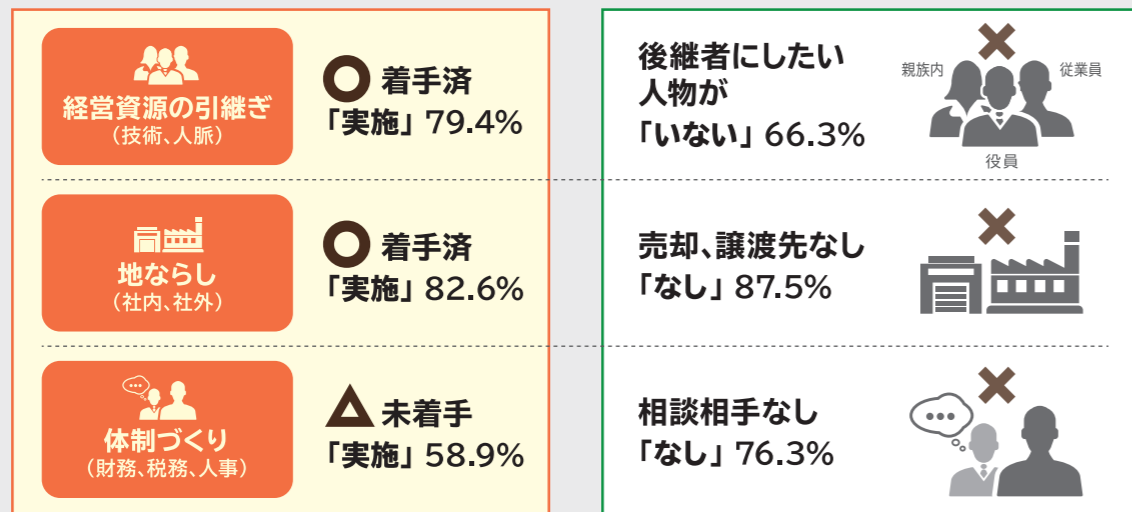 経営資源の引継ぎ
(技術、人脈)
着手済
「実施」79.4%
地ならし
(社内、社外)
着手済
「実施」82.6%
体制づくり
(財務、税務、人事)
未着手
「実施」58.9%
後継者にしたい
人物が
「いない」66.3%
親族内
従業員
役員
売却、譲渡先なし
「なし」87.5%
相談相手なし
「なし」76.3%